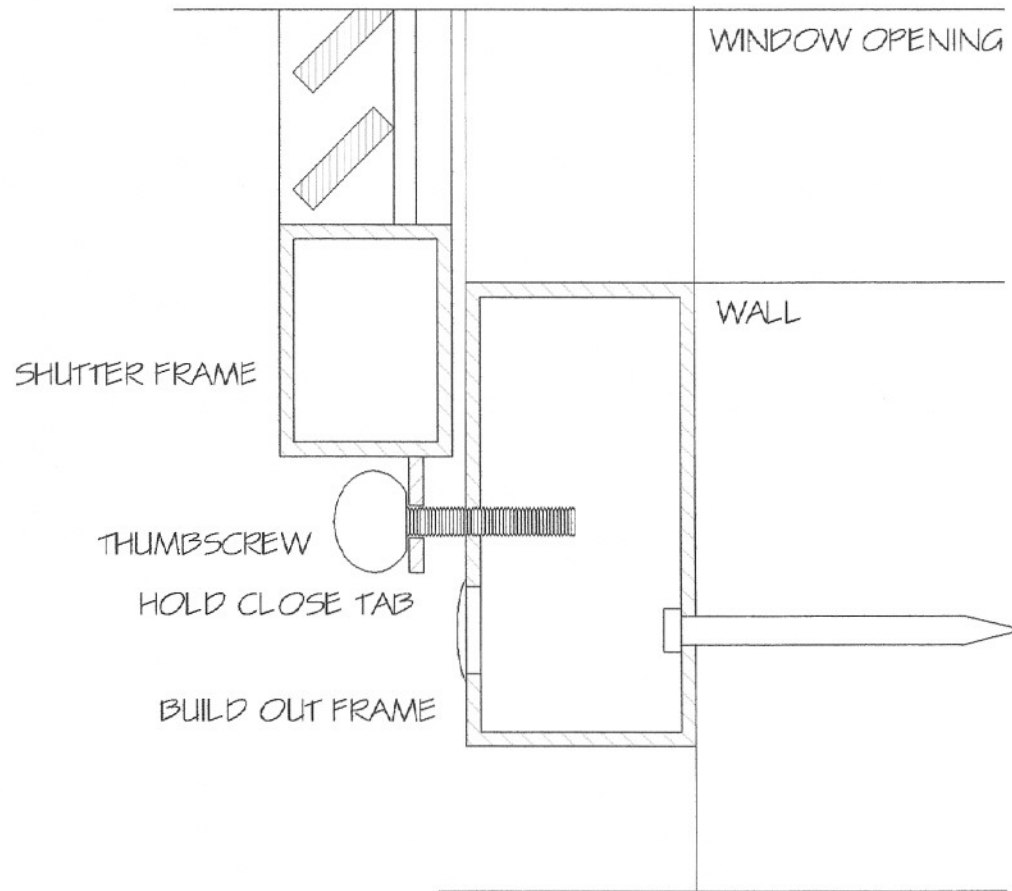 WINDOW OPENING
WALL
SHUTTER FRAME
THUMBSCREW
HOLD CLOSE TAB
BUILD OUT FRAME